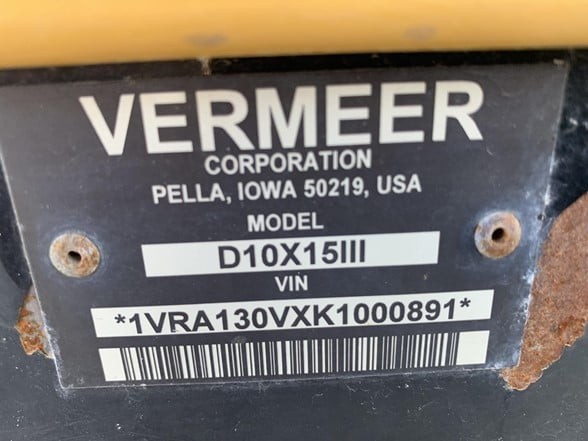 VERMEER
CORPORATION
PELLA, IOWA 50219, USA
MODEL
D10X15III
VIN
*1VRA130VXK1000891*